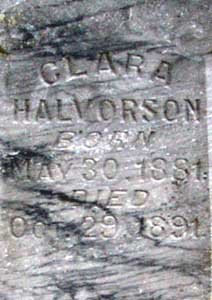 CLARA
HALVORSON
BORN
MAY 30. 1881.
DIED
OCT. 29. 1891.